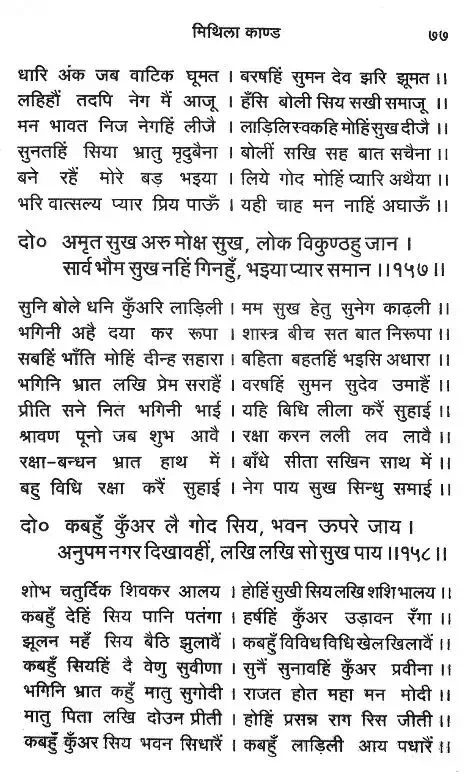 मिथिला काण्ड ७७
धारि अंक जब वाटिक घूमत । बरषहिं सुमन देव झरि झूमत ।।
लहिहौं तदपि नेग मैं आजू । हँसि बोली सिय सखी समाजू ।।
मन भावत निज नेगहिं लीजै । लाड़िलि स्वकहि मोहिं सुख दीजै ।।
सुनतहिं सिया भ्रातु मृदुबैना । बोलीं सखि सह बात सचैना ।।
बने रहैं मोरे बड़ भइया । लिये गोद मोहिं प्यारि अथैया ।।
भरि वात्सल्य प्यार प्रिय पाऊँ । यही चाह मन नाहिं अघाऊँ ।।
दो० अमृत सुख अरु मोक्ष सुख, लोक विकुण्ठहु जान ।
सार्व भौम सुख नहिं गिनहुँ, भइया प्यार समान ।।१५७।।
सुनि बोले धनि कुँअरि लाड़िली । मम सुख हेतु सुनेग काढ़ली ।।
भगिनी अहै दया कर रूपा । शास्त्र बीच सत बात निरूपा ।।
सबहिं भाँति मोहिं दीन्ह सहारा । बहिता बहतहिं भइसि अधारा ।।
भगिनि भ्रात लखि प्रेम सराहैं । वरषहिं सुमन सुदेव उमाहैं ।।
प्रीति सने नित भगिनी भाई । यहि बिधि लीला करैं सुहाई ।।
श्रावण पूनो जब शुभ आवै । रक्षा करन लली लव लावै ।।
रक्षा-बन्धन भ्रात हाथ में । बाँधे सीता सखिन साथ में ।।
बहु विधि रक्षा करैं सुहाई । नेग पाय सुख सिन्धु समाई ।।
दो० कबहुँ कुँअर लै गोद सिय, भवन ऊपरे जाय ।
अनुपम नगर दिखावहीं, लखि लखि सो सुख पाय ।।१५८।।
शोभ चतुर्दिक शिवकर आलय । होहिं सुखी सिय लखि शशिभालय ।।
कबहुँ देहिं सिय पानि पतंगा । हर्षहिं कुँअर उड़ावन रँगा ।।
झूलन महँ सिय बैठि झुलावैं । कबहुँ विविध विधि खेल खिलावैं ।।
कबहुँ सियहिं दै वेणु सुवीणा । सुनैं सुनावहिं कुँअर प्रवीना ।।
भगिनि भ्रात कहुँ मातु सुगोदी । राजत होत महा मन मोदी ।।
मातु पिता लखि दोउन प्रीती । होहिं प्रसन्न राग रिस जीती ।।
कबहुँ कुँअर सिय भवन सिधारैं । कबहुँ लाड़िली आय पधारैं ।।